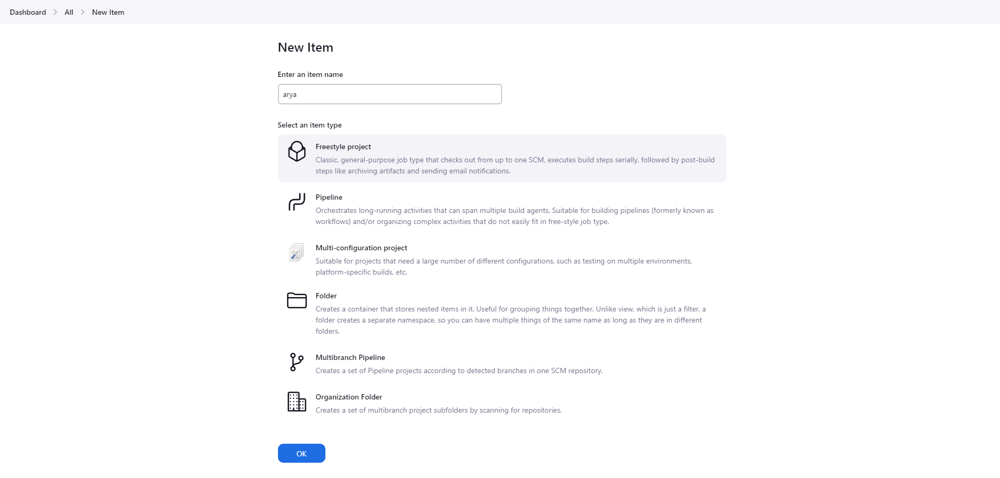 Dashboard > All > New Item
New Item
Enter an item name
arya
Select an item type
Freestyle project
Classic, general-purpose job type that checks out from up to one SCM, executes build steps serially, followed by post-build
steps like archiving artifacts and sending email notifications.
Pipeline
Orchestrates long-running activities that can span multiple build agents. Suitable for building pipelines (formerly known as
workflows) and/or organizing complex activities that do not easily fit in free-style job type.
Multi-configuration project
Suitable for projects that need a large number of different configurations, such as testing on multiple environments,
platform-specific builds, etc.
Folder
Creates a container that stores nested items in it. Useful for grouping things together. Unlike view, which is just a filter, a
folder creates a separate namespace, so you can have multiple things of the same name as long as they are in different
folders.
Multibranch Pipeline
Creates a set of Pipeline projects according to detected branches in one SCM repository.
Organization Folder
Creates a set of multibranch project subfolders by scanning for repositories.
OK